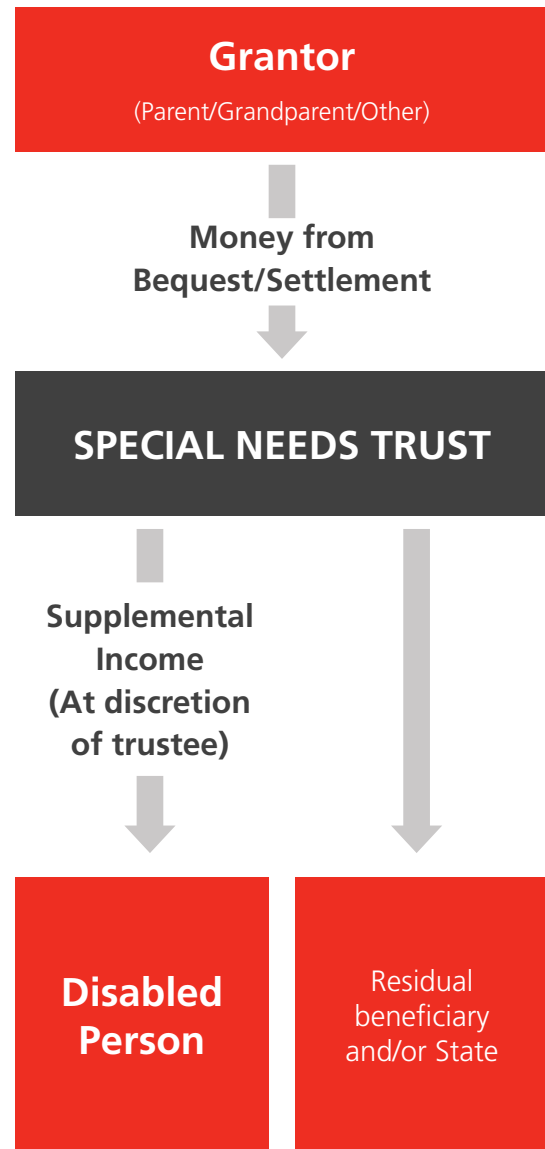 Grantor
(Parent/Grandparent/Other)
Money from
Bequest/Settlement
SPECIAL NEEDS TRUST
Supplemental
Income
(At discretion
of trustee)
Disabled
Person
Residual
beneficiary
and/or State